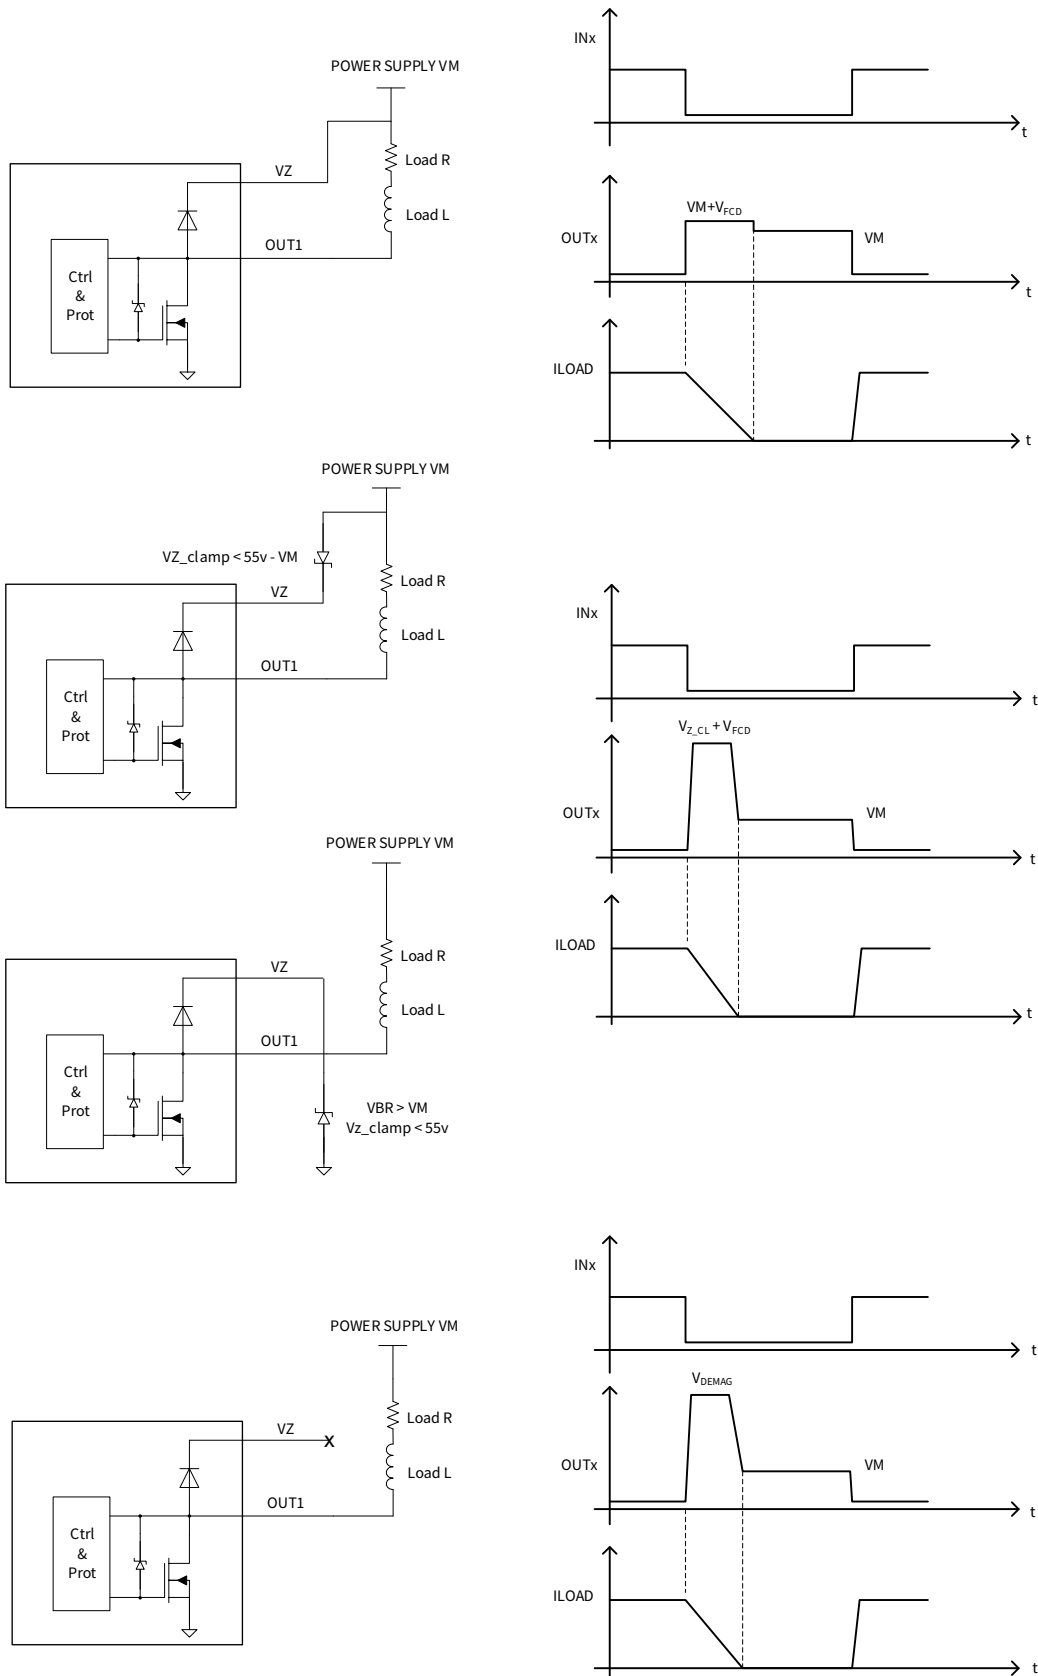 POWER SUPPLY VM
VZ
Load R
Load L
OUT1
Ctrl
&
Prot
INx
t
VM+VFCD
OUTx
VM
t
ILOAD
t
POWER SUPPLY VM
VZ_clamp < 55v - VM
VZ
Load R
Load L
OUT1
Ctrl
&
Prot
INx
t
VZ_CL + VFCD
OUTx
VM
t
ILOAD
t
POWER SUPPLY VM
VZ
Load R
Load L
OUT1
Ctrl
&
Prot
VBR > VM
Vz_clamp < 55v
POWER SUPPLY VM
VZ
X
Load R
Load L
OUT1
Ctrl
&
Prot
INx
t
VDEMAG
OUTx
VM
t
ILOAD
t